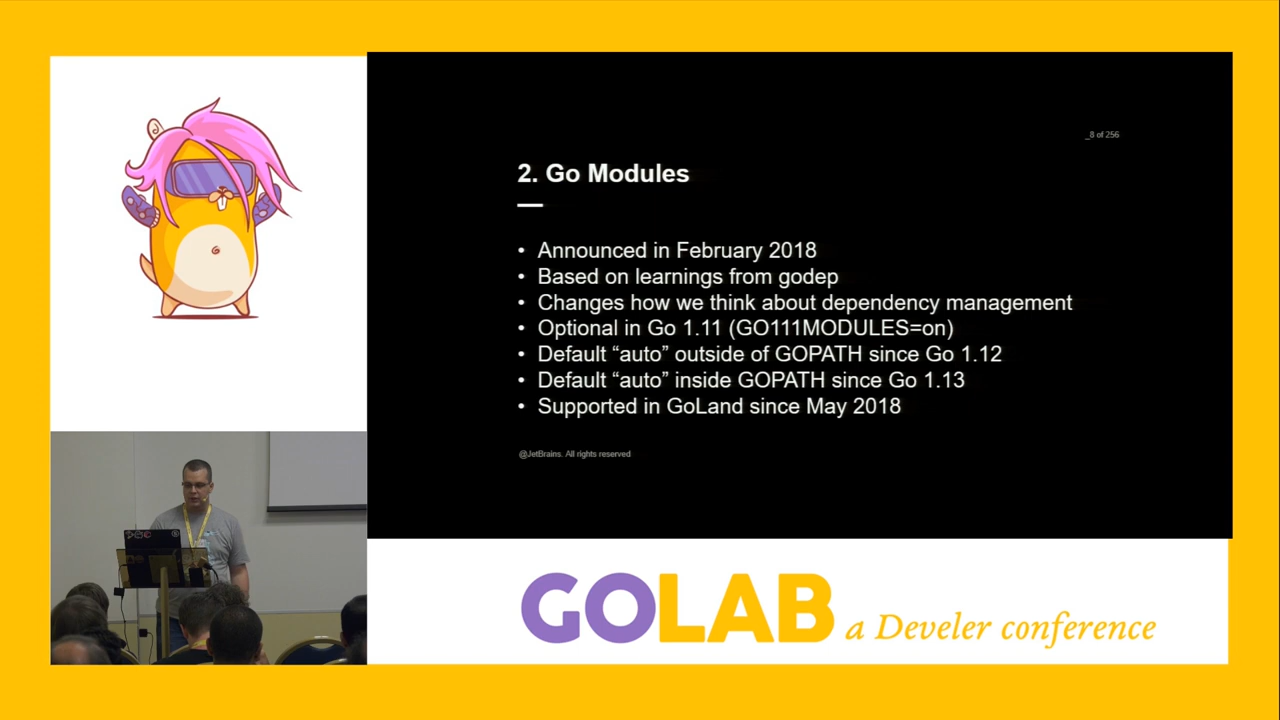 _8 of 256
2. Go Modules
• Announced in February 2018
• Based on learnings from godep
• Changes how we think about dependency management
• Optional in Go 1.11 (GO111MODULES=on)
• Default “auto” outside of GOPATH since Go 1.12
• Default “auto” inside GOPATH since Go 1.13
• Supported in GoLand since May 2018
@JetBrains. All rights reserved
GOLAB a Develer conference